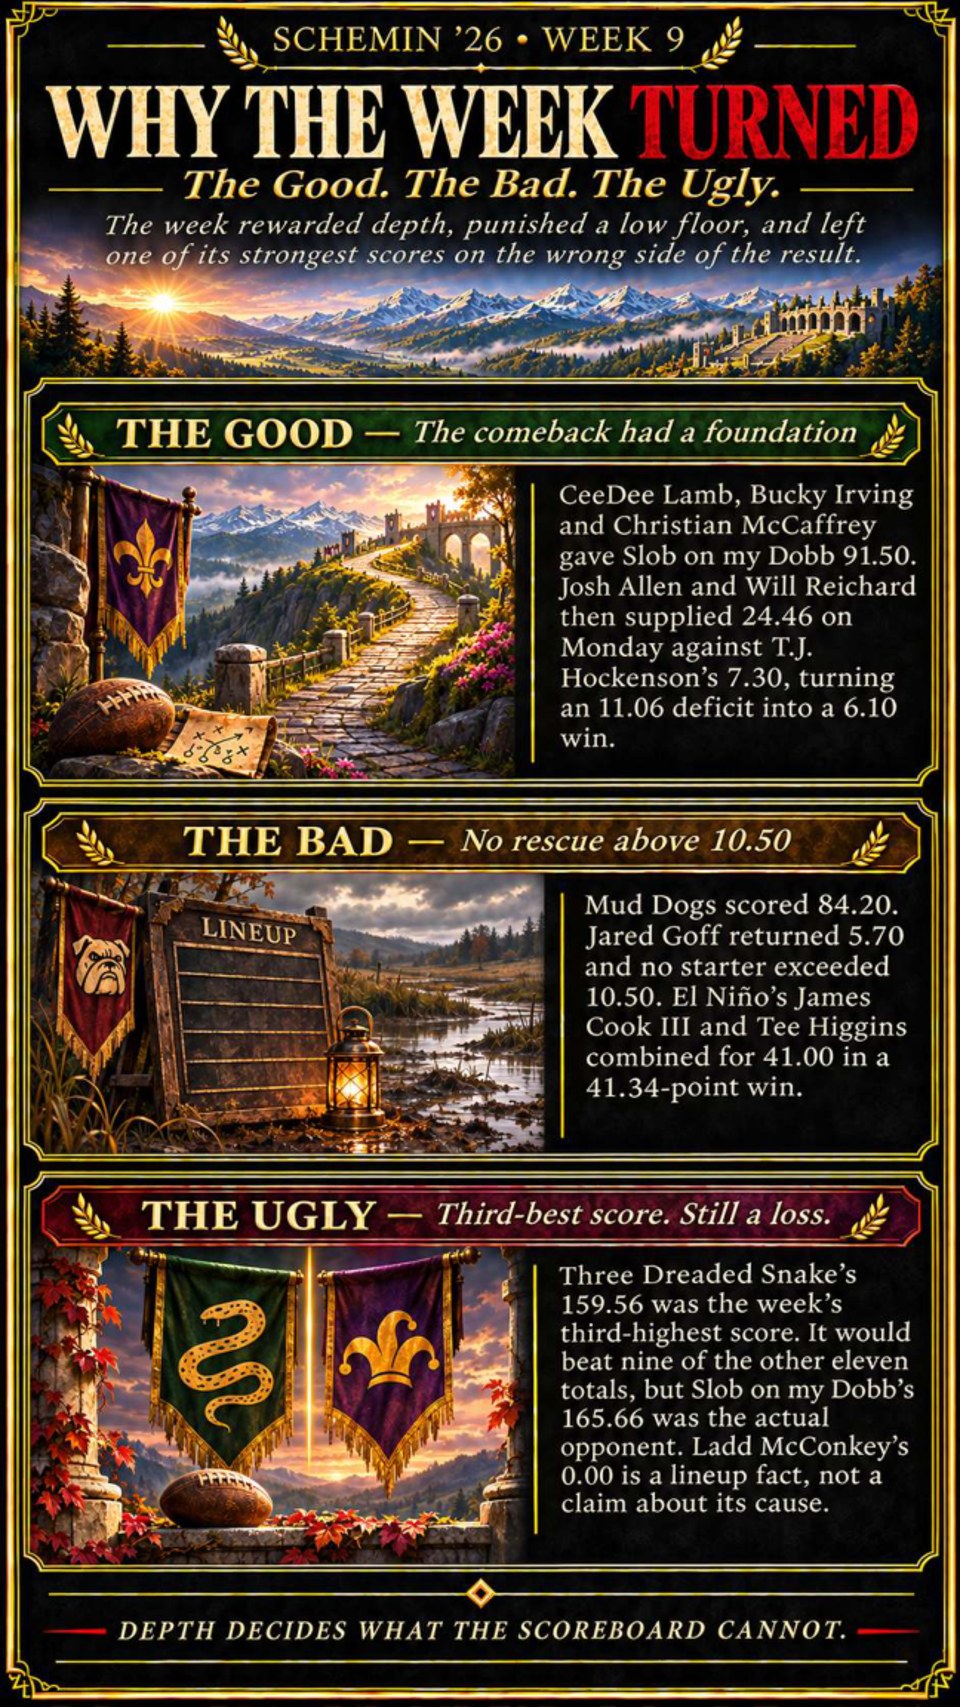 SCHEMIN ’26 • WEEK 9
WHY THE WEEK TURNED
The Good. The Bad. The Ugly.
The week rewarded depth, punished a low floor, and left
one of its strongest scores on the wrong side of the result.
THE GOOD — The comeback had a foundation
CeeDee Lamb, Bucky Irving
and Christian McCaffrey
gave Slob on my Dobb 91.50.
Josh Allen and Will Reichard
then supplied 24.46 on
Monday against T.J.
Hockenson’s 7.30, turning
an 11.06 deficit into a 6.10
win.
THE BAD — No rescue above 10.50
LINEUP
Mud Dogs scored 84.20.
Jared Goff returned 5.70
and no starter exceeded
10.50. El Niño’s James
Cook III and Tee Higgins
combined for 41.00 in a
41.34-point win.
THE UGLY — Third-best score. Still a loss.
Three Dreaded Snake’s
159.56 was the week’s
third-highest score. It would
beat nine of the other eleven
totals, but Slob on my Dobb’s
165.66 was the actual
opponent. Ladd McConkey’s
0.00 is a lineup fact, not a
claim about its cause.
DEPTH DECIDES WHAT THE SCOREBOARD CANNOT.